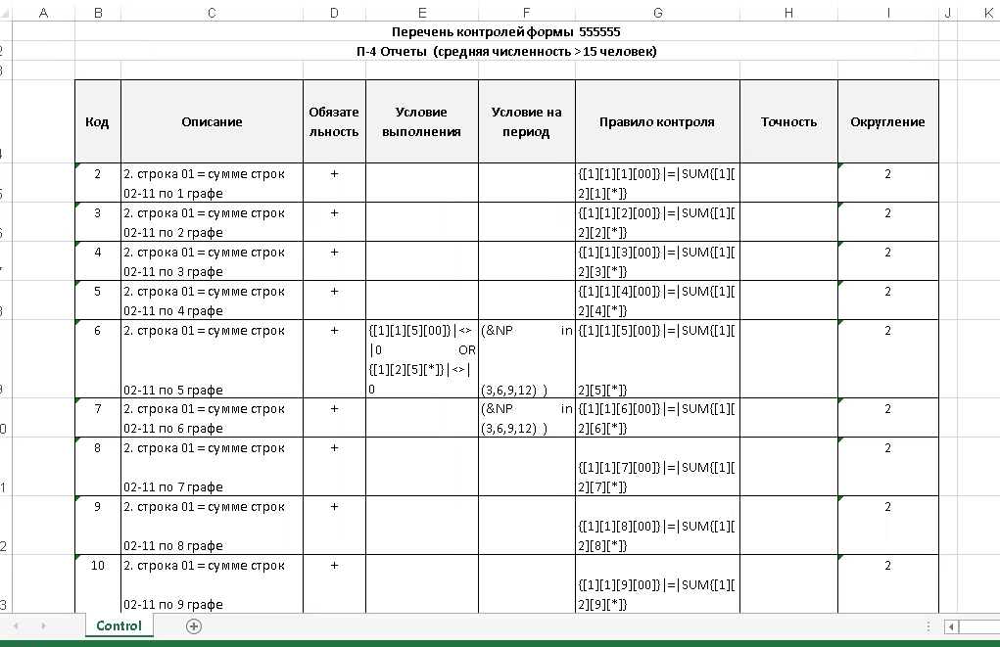 A B C D E F G H I J K
Перечень контролей формы 555555
2 П-4 Отчеты (средняя численность > 15 человек)
3
Код Описание Обязате Условие Условие на Правило контроля Точность Округление
льность выполнения период
4
2 2. строка 01 = сумме строк + {[1][1][1][00]}|=|SUM{[1][ 2
5 02-11 по 1 графе 2][1][*]}
3 2. строка 01 = сумме строк + {[1][1][2][00]}|=|SUM{[1][ 2
6 02-11 по 2 графе 2][2][*]}
4 2. строка 01 = сумме строк + {[1][1][3][00]}|=|SUM{[1][ 2
02-11 по 3 графе 2][3][*]}
5 2. строка 01 = сумме строк + {[1][1][4][00]}|=|SUM{[1][ 2
02-11 по 4 графе 2][4][*]}
6 2. строка 01 = сумме строк + {[1][1][5][00]}|<> (&NP in {[1][1][5][00]}|=|SUM{[1][ 2
|0 OR
{[1][2][5][*]}|<>|
02-11 по 5 графе 0 (3,6,9,12) ) 2][5][*]}
7 2. строка 01 = сумме строк + (&NP in {[1][1][6][00]}|=|SUM{[1][ 2
0 02-11 по 6 графе (3,6,9,12) ) 2][6][*]}
8 2. строка 01 = сумме строк + 2
{[1][1][7][00]}|=|SUM{[1][
1 02-11 по 7 графе 2][7][*]}
9 2. строка 01 = сумме строк + 2
{[1][1][8][00]}|=|SUM{[1][
2 02-11 по 8 графе 2][8][*]}
10 2. строка 01 = сумме строк + 2
{[1][1][9][00]}|=|SUM{[1][
3 02-11 по 9 графе 2][9][*]}
Control